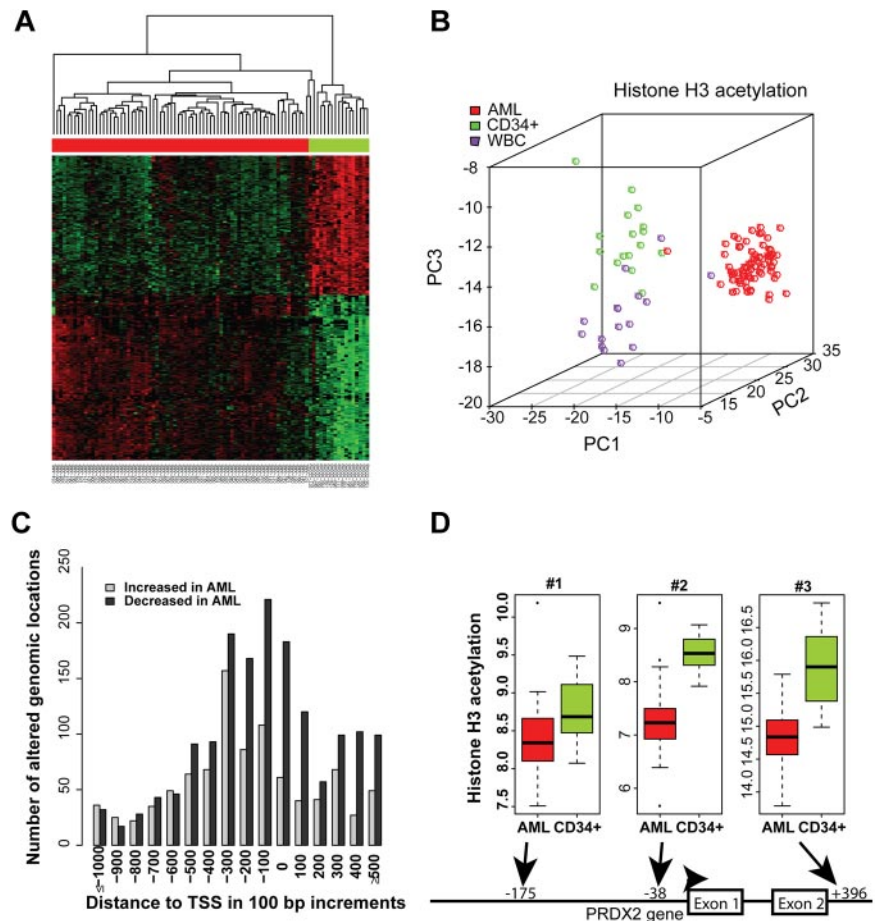 A
B
Histone H3 acetylation
AML
CD34+
WBC
-8
-10
-12
-14
-16
-18
-20
PC3
-30
-25
-20
-15
-10
-5
PC1
15
20
25
30
35
PC2
C
Increased in AML
Decreased in AML
Number of altered genomic locations
250
200
150
100
50
0
≤-1000
-900
-800
-700
-600
-500
-400
-300
-200
-100
0
100
200
300
400
≥500
Distance to TSS in 100 bp increments
D
Histone H3 acetylation
#1
10.0
9.5
9.0
8.5
8.0
7.5
AML CD34+
#2
9
8
7
6
AML CD34+
#3
16.5
16.0
15.5
15.0
14.5
14.0
AML CD34+
-175
-38
+396
Exon 1
Exon 2
PRDX2 gene